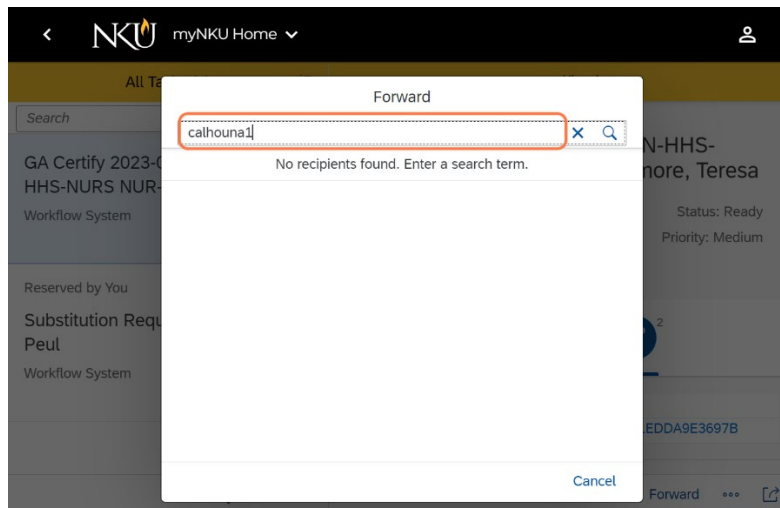 NKU myNKU Home
All Ta
Forward
Search
calhouna1
No recipients found. Enter a search term.
GA Certify 2023-0
HHS-NURS NUR-
Workflow System
N-HHS-
more, Teresa
Status: Ready
Priority: Medium
Reserved by You
Substitution Requ
Peul
Workflow System
2
EDDA9E3697B
Cancel
Forward